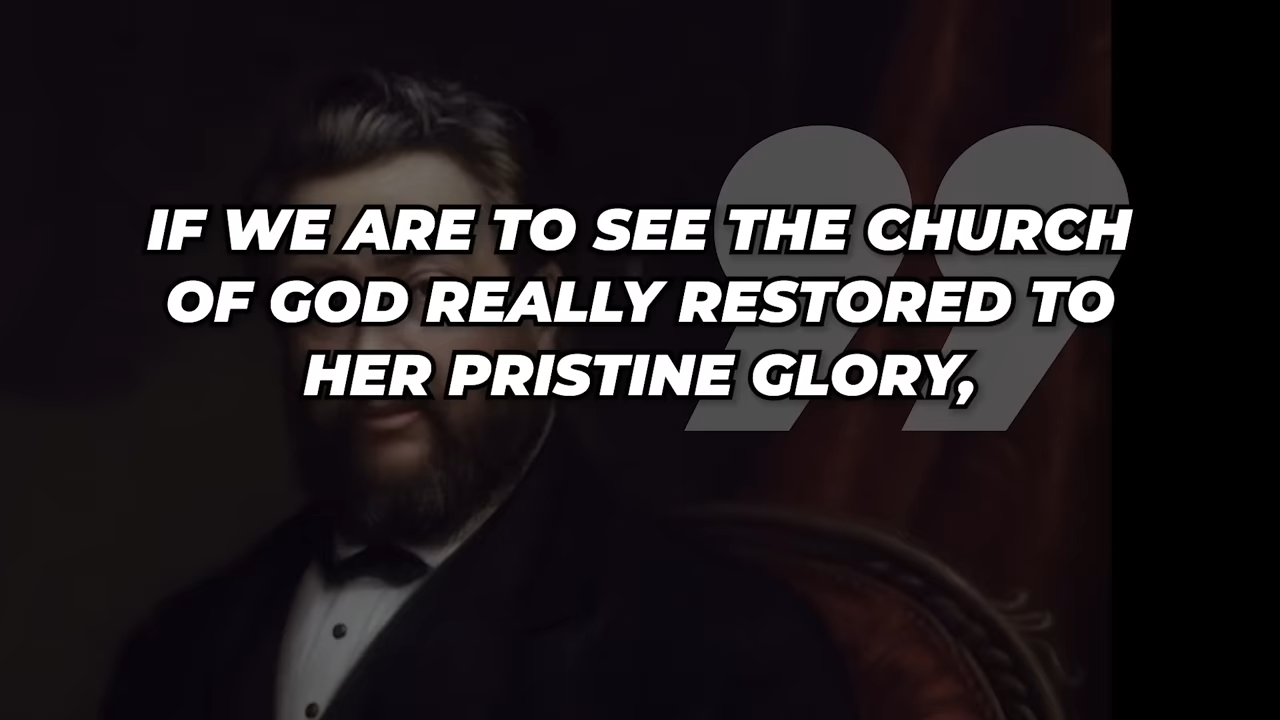 IF WE ARE TO SEE THE CHURCH
OF GOD REALLY RESTORED TO
HER PRISTINE GLORY,